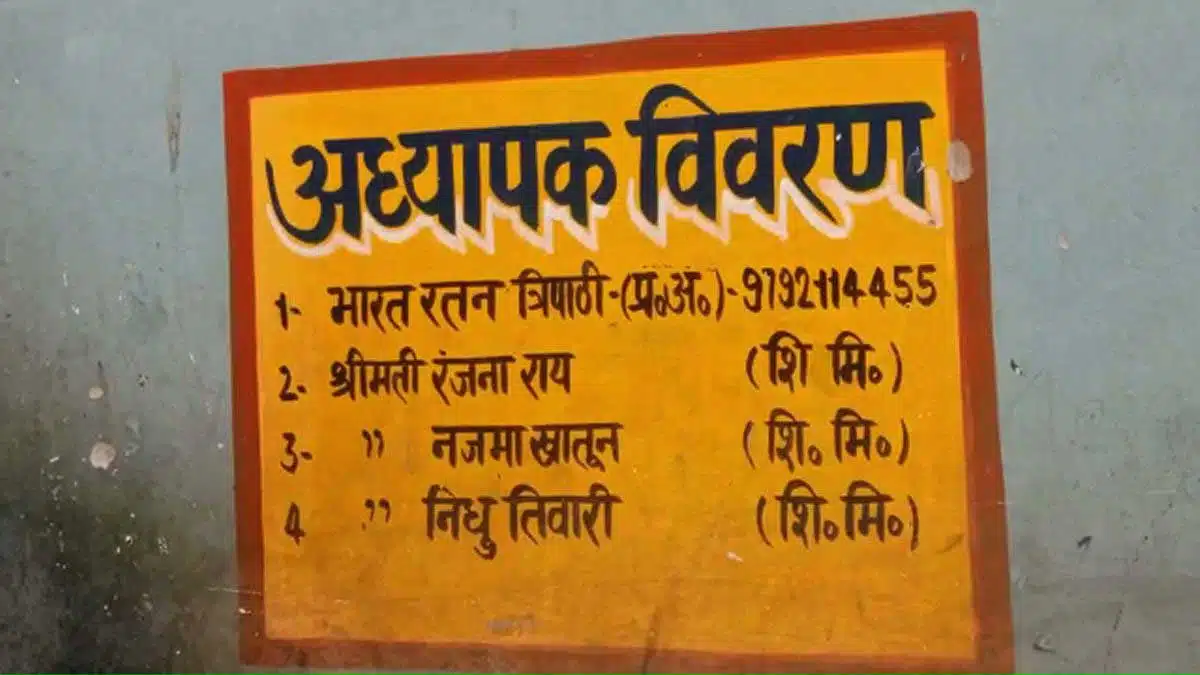 अध्यापक विवरण
1- भारत रतन त्रिपाठी-(प्र०अ०)-9792114455
2- श्रीमती रंजना राय (शि मि०)
3- " नजमा खातून (शि० मि०)
4 " निधु तिवारी (शि० मि०)